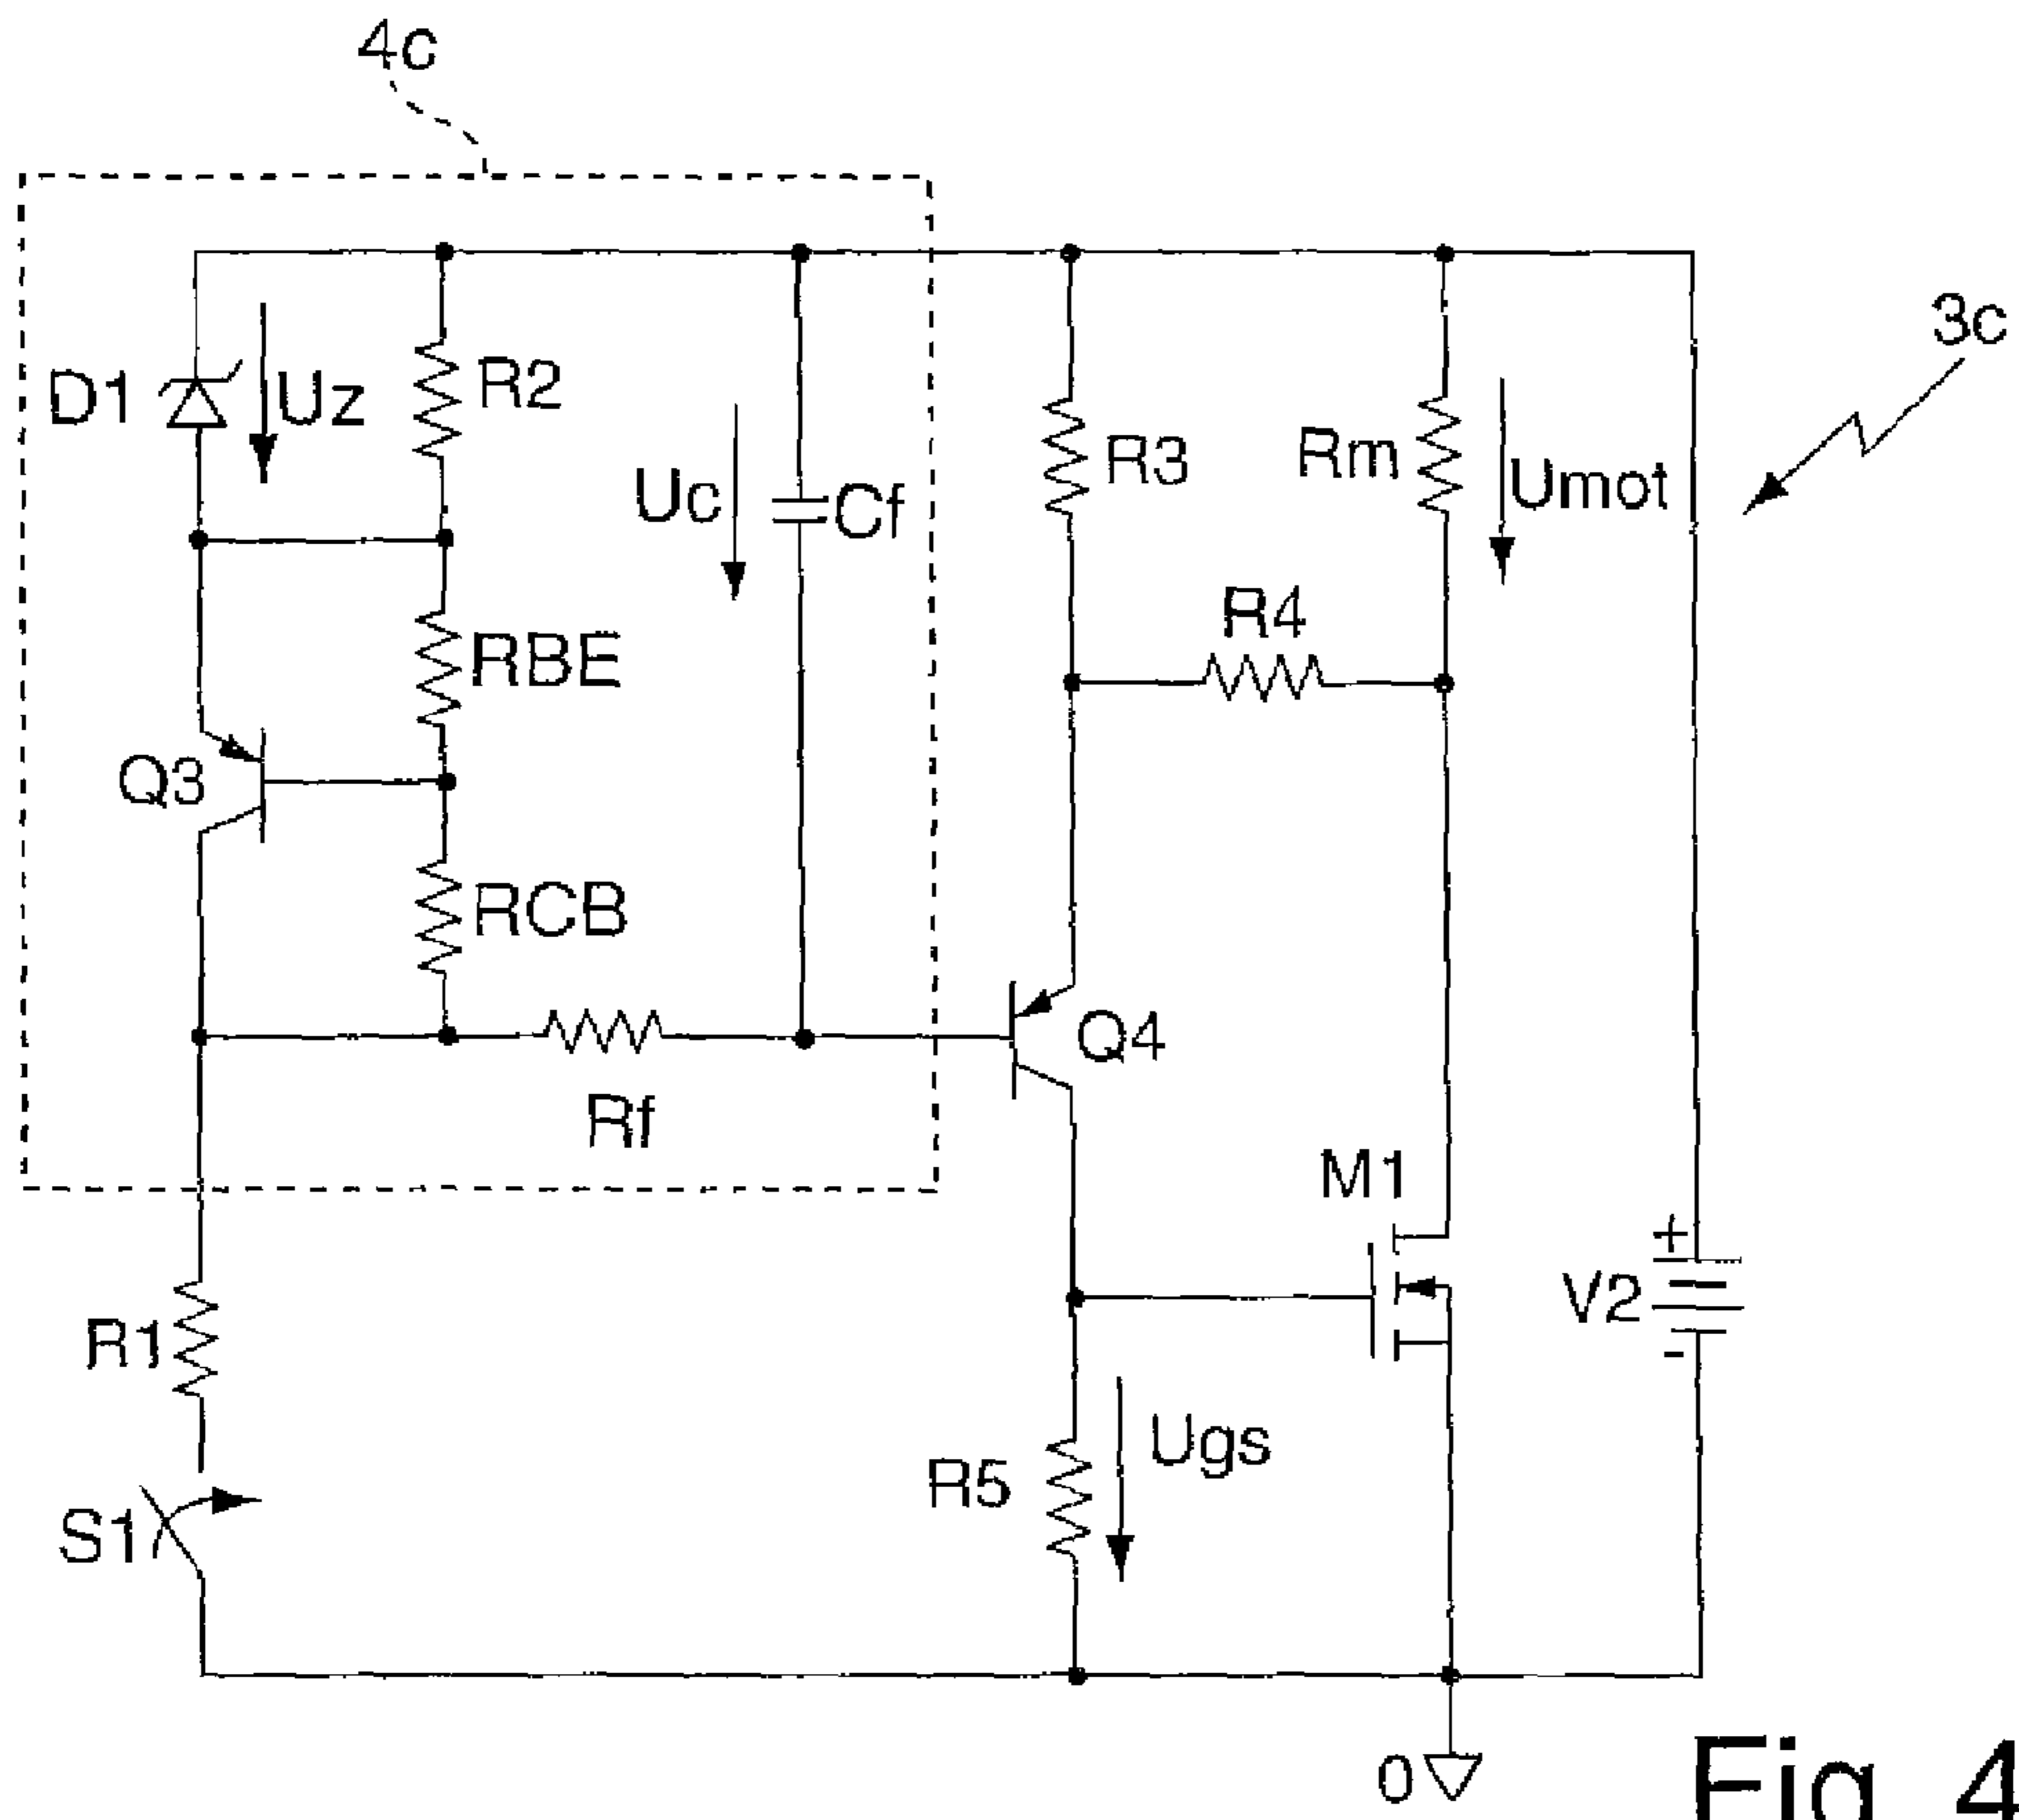 4c
3c
D1
Uz
R2
Uc
Cf
R3
Rm
Umot
R4
RBE
Q3
RCB
Q4
Rf
M1
+
V2
-
R1
Ugs
R5
S1
0
Fig 4